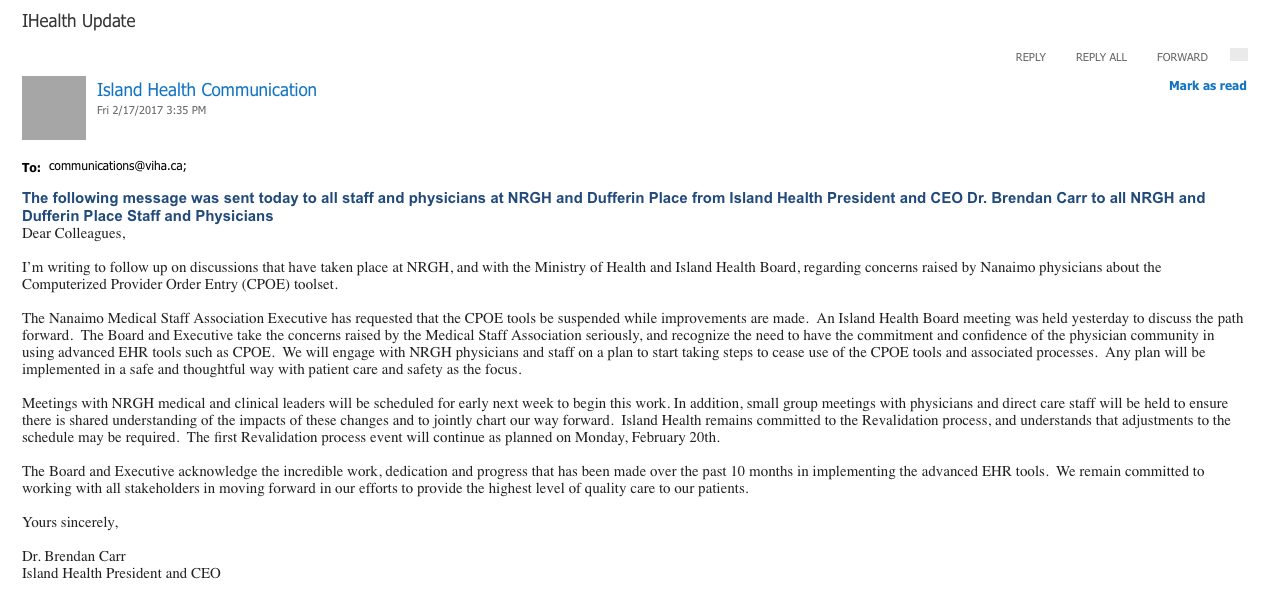 IHealth Update
REPLY REPLY ALL FORWARD
Island Health Communication
Mark as read
Fri 2/17/2017 3:35 PM
To: communications@viha.ca;
The following message was sent today to all staff and physicians at NRGH and Dufferin Place from Island Health President and CEO Dr. Brendan Carr to all NRGH and
Dufferin Place Staff and Physicians
Dear Colleagues,
I'm writing to follow up on discussions that have taken place at NRGH, and with the Ministry of Health and Island Health Board, regarding concerns raised by Nanaimo physicians about the
Computerized Provider Order Entry (CPOE) toolset.
The Nanaimo Medical Staff Association Executive has requested that the CPOE tools be suspended while improvements are made.  An Island Health Board meeting was held yesterday to discuss the path
forward.  The Board and Executive take the concerns raised by the Medical Staff Association seriously, and recognize the need to have the commitment and confidence of the physician community in
using advanced EHR tools such as CPOE.  We will engage with NRGH physicians and staff on a plan to start taking steps to cease use of the CPOE tools and associated processes.  Any plan will be
implemented in a safe and thoughtful way with patient care and safety as the focus.
Meetings with NRGH medical and clinical leaders will be scheduled for early next week to begin this work. In addition, small group meetings with physicians and direct care staff will be held to ensure
there is shared understanding of the impacts of these changes and to jointly chart our way forward.  Island Health remains committed to the Revalidation process, and understands that adjustments to the
schedule may be required.  The first Revalidation process event will continue as planned on Monday, February 20th.
The Board and Executive acknowledge the incredible work, dedication and progress that has been made over the past 10 months in implementing the advanced EHR tools.  We remain committed to
working with all stakeholders in moving forward in our efforts to provide the highest level of quality care to our patients.
Yours sincerely,
Dr. Brendan Carr
Island Health President and CEO